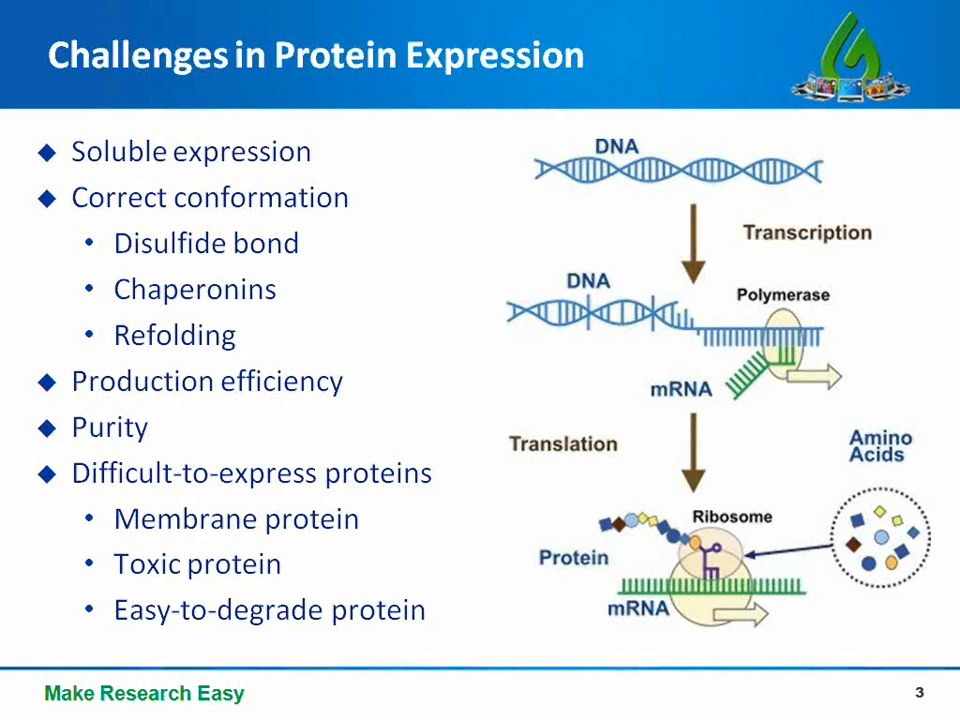 Challenges in Protein Expression
Soluble expression
Correct conformation
Disulfide bond
Chaperonins
Refolding
Production efficiency
Purity
Difficult-to-express proteins
Membrane protein
Toxic protein
Easy-to-degrade protein
DNA
Transcription
DNA
Polymerase
mRNA
Translation
Amino
Acids
Ribosome
Protein
mRNA
Make Research Easy
3